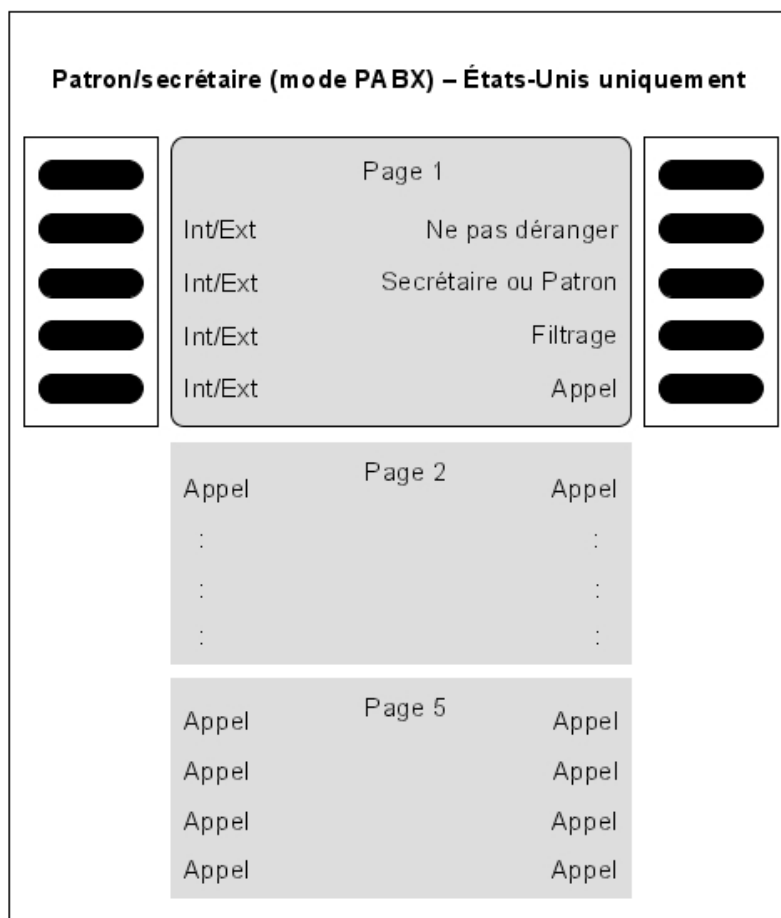 Patron/secrétaire (mode PABX) – États-Unis uniquement
Page 1
Int/Ext Ne pas déranger
Int/Ext Secrétaire ou Patron
Int/Ext Filtrage
Int/Ext Appel
Page 2
Appel Appel
: :
: :
: :
Page 5
Appel Appel
Appel Appel
Appel Appel
Appel Appel